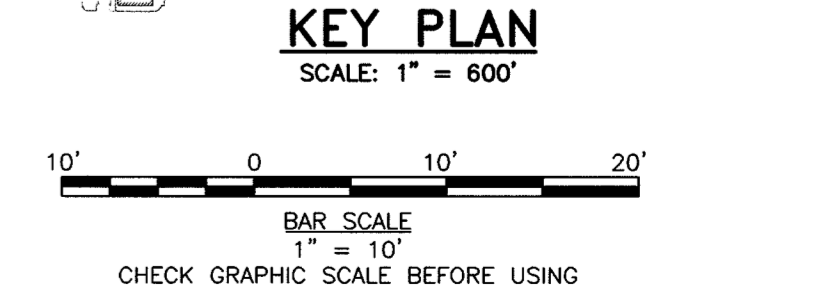 KEY PLAN
SCALE: 1" = 600'
10' 0 10' 20'
BAR SCALE
1" = 10'
CHECK GRAPHIC SCALE BEFORE USING